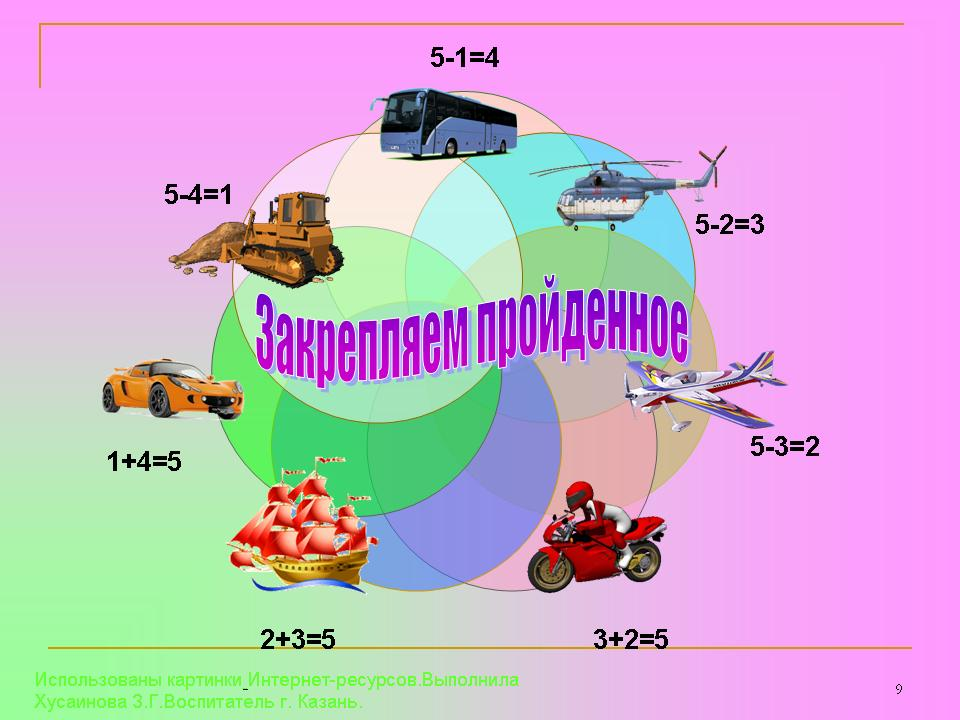 5-1=4
5-4=1
5-2=3
Закрепляем пройденное
5-3=2
1+4=5
2+3=5
3+2=5
Использованы картинки Интернет-ресурсов.Выполнила
Хусаинова З.Г.Воспитатель г. Казань.
9